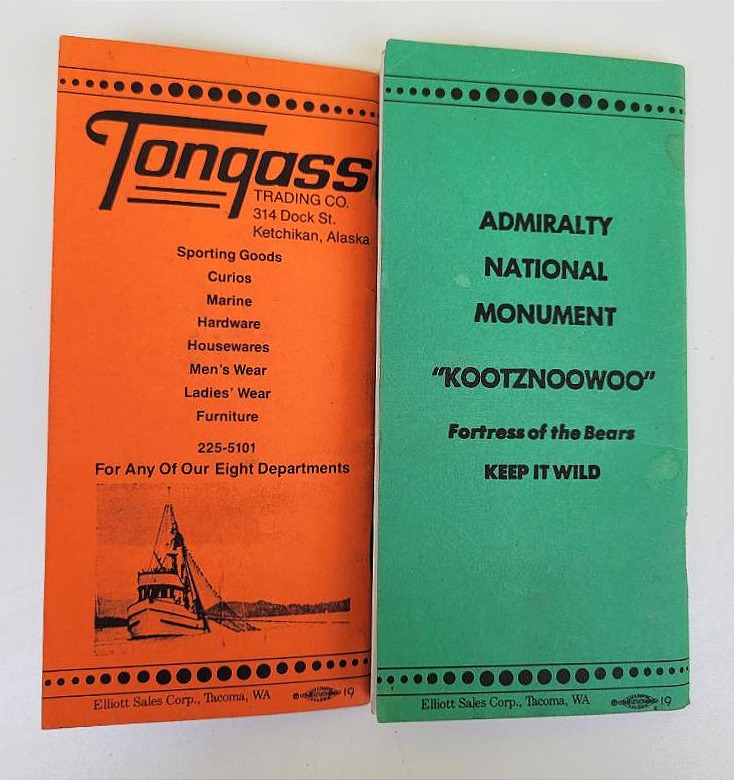 Tongass
TRADING CO.
314 Dock St.
Ketchikan, Alaska
Sporting Goods
Curios
Marine
Hardware
Housewares
Men's Wear
Ladies' Wear
Furniture
225-5101
For Any Of Our Eight Departments
Elliott Sales Corp., Tacoma, WA
19
ADMIRALTY
NATIONAL
MONUMENT
"KOOTZNOOWOO"
Fortress of the Bears
KEEP IT WILD
Elliott Sales Corp., Tacoma, WA
19